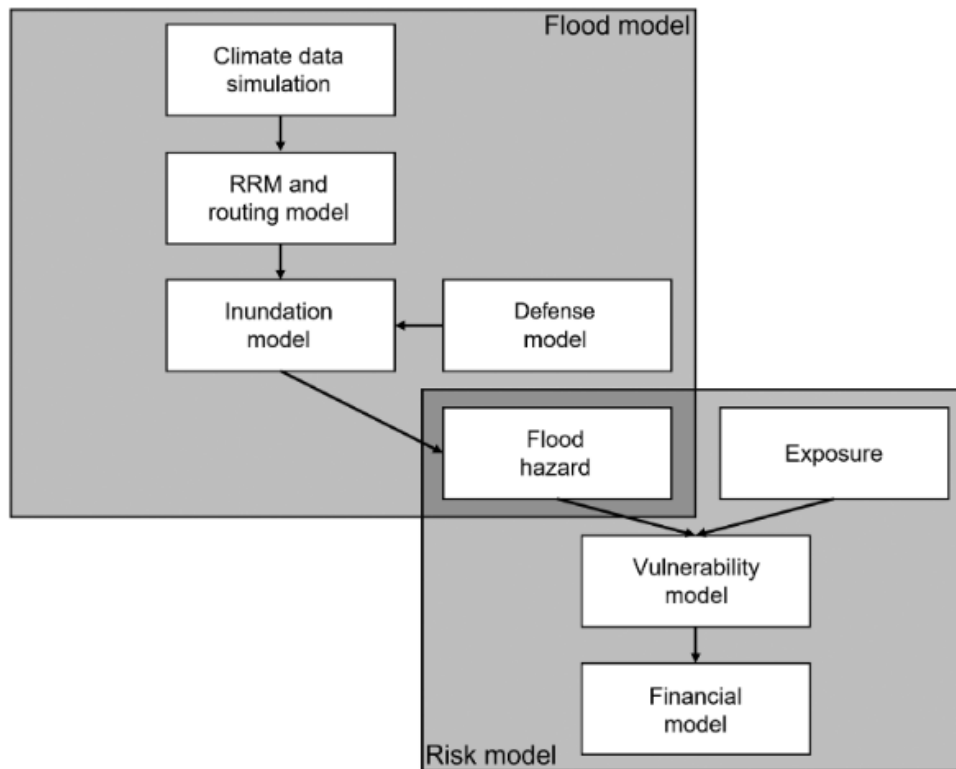 Flood model
Climate data
simulation
RRM and
routing model
Inundation
model
Defense
model
Flood
hazard
Exposure
Vulnerability
model
Financial
model
Risk model